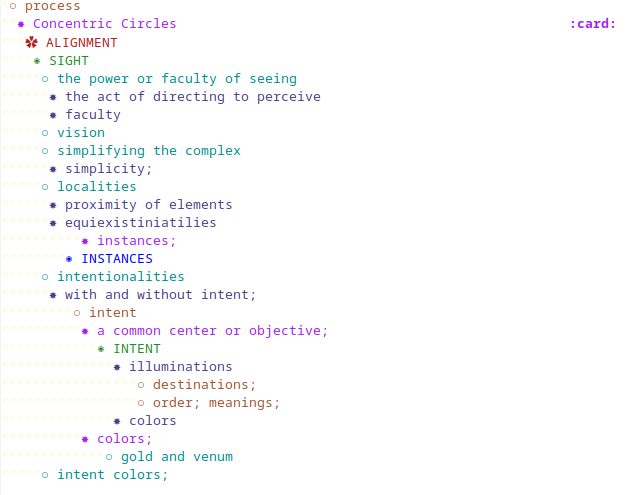 process
Concentric Circles :card:
ALIGNMENT
SIGHT
the power or faculty of seeing
the act of directing to perceive
faculty
vision
simplifying the complex
simplicity;
localities
proximity of elements
equiexistiniatilies
instances;
INSTANCES
intentionalities
with and without intent;
intent
a common center or objective;
INTENT
illuminations
destinations;
order; meanings;
colors
colors;
gold and venum
intent colors;